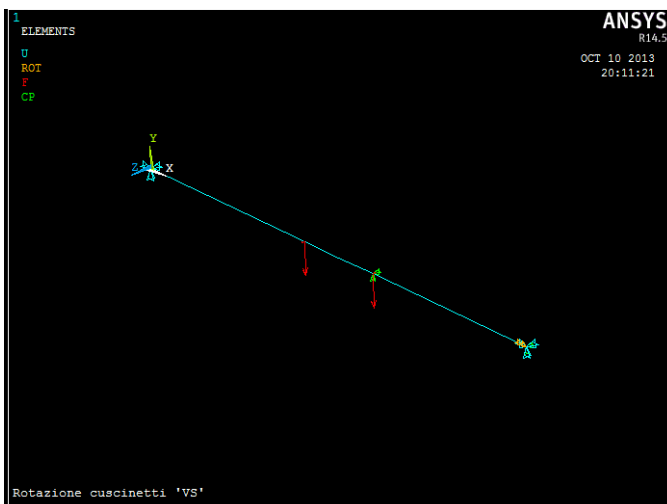 1
ELEMENTS
U
ROT
F
CP
ANSYS
R14.5
OCT 10 2013
20:11:21
Y
Z
X
Rotazione cuscinetti 'VS'